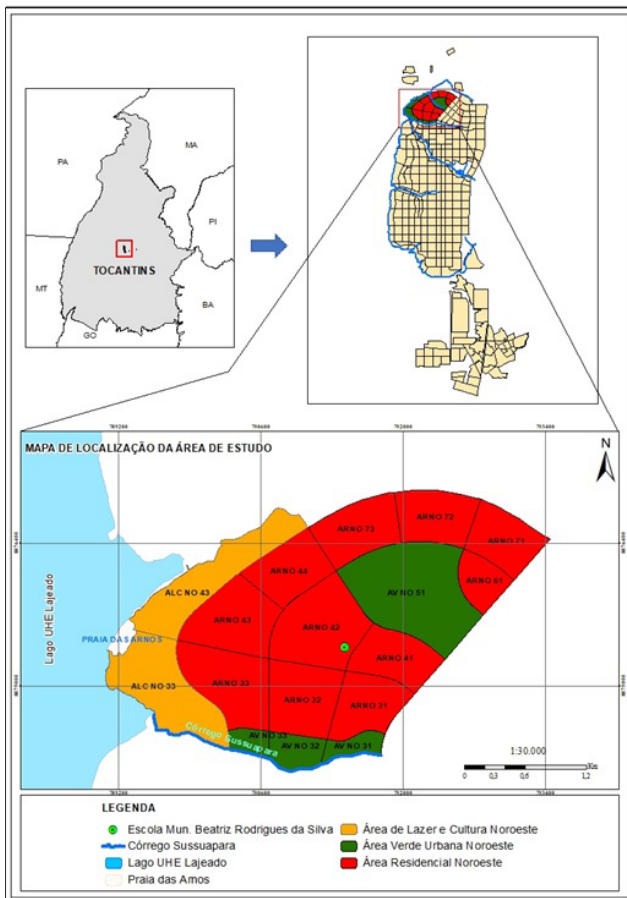 PA
MA
PI
TOCANTINS
MT
BA
GO
MAPA DE LOCALIZAÇÃO DA ÁREA DE ESTUDO
N
ARNO 73
ARNO 72
ARNO 71
ARNO 44
ARNO 61
ALC NO 43
AV NO 51
ARNO 43
ARNO 42
PRAIA DAS ARNOS
Lago UHE Lajeado
ARNO 41
ALC NO 33
ARNO 33
ARNO 32
ARNO 31
Córrego Sussuapara
AV NO 33
AV NO 32
AV NO 31
1:30.000
Km
0 0,3 0,6 1,2
LEGENDA
Escola Mun. Beatriz Rodrigues da Silva
Córrego Sussuapara
Lago UHE Lajeado
Praia das Arnos
Área de Lazer e Cultura Noroeste
Área Verde Urbana Noroeste
Área Residencial Noroeste